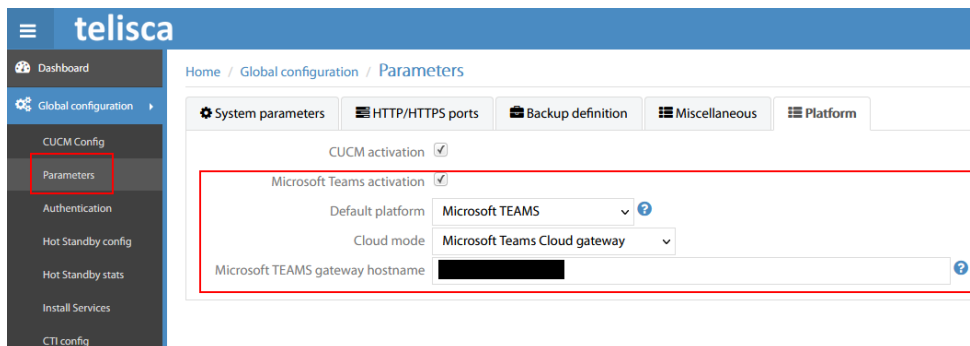 telisca
Dashboard
Home / Global configuration / Parameters
Global configuration
System parameters HTTP/HTTPS ports Backup definition Miscellaneous Platform
CUCM Config
CUCM activation
Parameters
Microsoft Teams activation
Authentication
Default platform Microsoft TEAMS
Hot Standby config
Cloud mode Microsoft Teams Cloud gateway
Hot Standby stats
Microsoft TEAMS gateway hostname
Install Services
CTI config